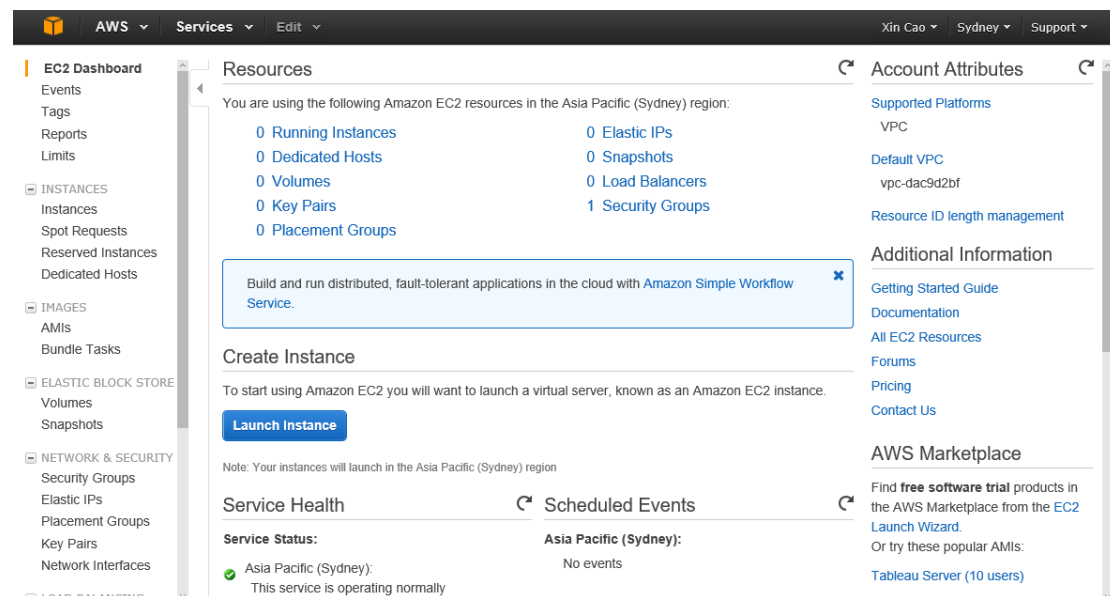 AWS Services Edit Xin Cao Sydney Support
EC2 Dashboard
Events
Tags
Reports
Limits
INSTANCES
Instances
Spot Requests
Reserved Instances
Dedicated Hosts
IMAGES
AMIs
Bundle Tasks
ELASTIC BLOCK STORE
Volumes
Snapshots
NETWORK & SECURITY
Security Groups
Elastic IPs
Placement Groups
Key Pairs
Network Interfaces
LOAD BALANCING
Resources
You are using the following Amazon EC2 resources in the Asia Pacific (Sydney) region:
0 Running Instances
0 Dedicated Hosts
0 Volumes
0 Key Pairs
0 Placement Groups
0 Elastic IPs
0 Snapshots
0 Load Balancers
1 Security Groups
Build and run distributed, fault-tolerant applications in the cloud with Amazon Simple Workflow
Service.
Create Instance
To start using Amazon EC2 you will want to launch a virtual server, known as an Amazon EC2 instance.
Launch Instance
Note: Your instances will launch in the Asia Pacific (Sydney) region
Service Health
Service Status:
Asia Pacific (Sydney):
This service is operating normally
Scheduled Events
Asia Pacific (Sydney):
No events
Account Attributes
Supported Platforms
VPC
Default VPC
vpc-dac9d2bf
Resource ID length management
Additional Information
Getting Started Guide
Documentation
All EC2 Resources
Forums
Pricing
Contact Us
AWS Marketplace
Find free software trial products in
the AWS Marketplace from the EC2
Launch Wizard.
Or try these popular AMIs:
Tableau Server (10 users)